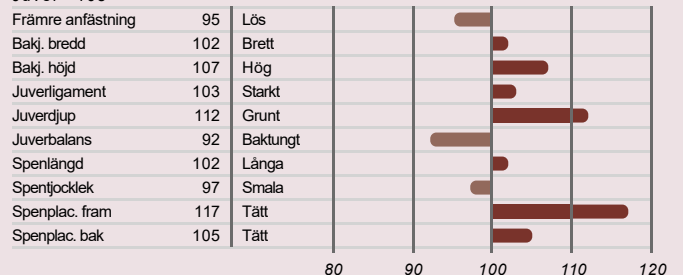 Främre anfästning 95 Lös
Bakj. bredd 102 Brett
Bakj. höjd 107 Hög
Juverligament 103 Starkt
Juverdjup 112 Grunt
Juverbalans 92 Baktungt
Spenlängd 102 Långa
Spentjocklek 97 Smala
Spenplac. fram 117 Tätt
Spenplac. bak 105 Tätt
80 90 100 110 120